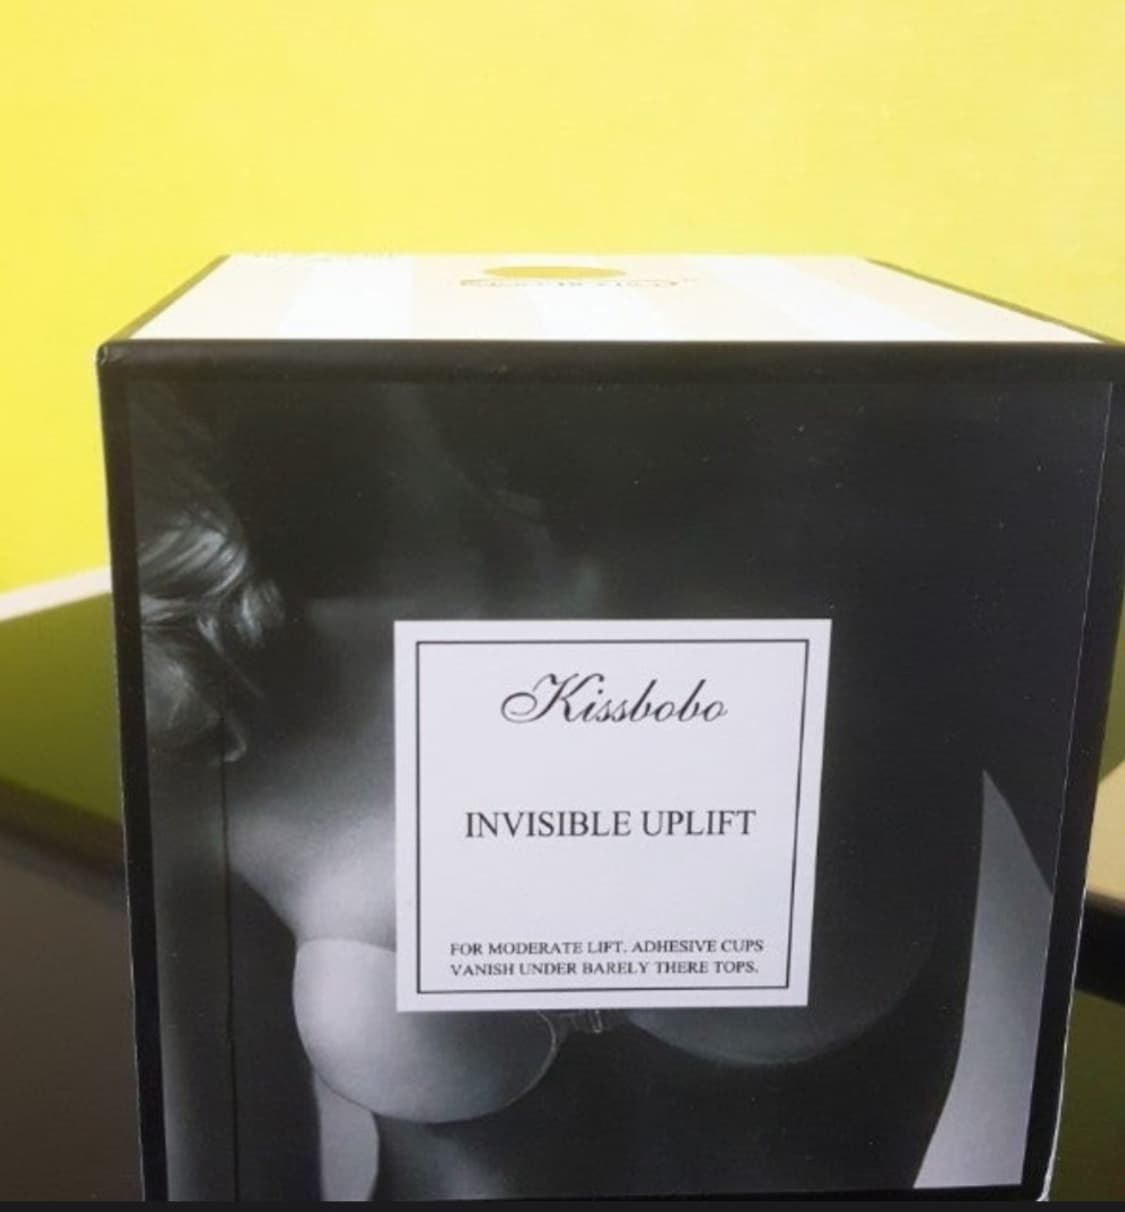 Kissbobo
INVISIBLE UPLIFT
FOR MODERATE LIFT. ADHESIVE CUPS
VANISH UNDER BARELY THERE TOPS.